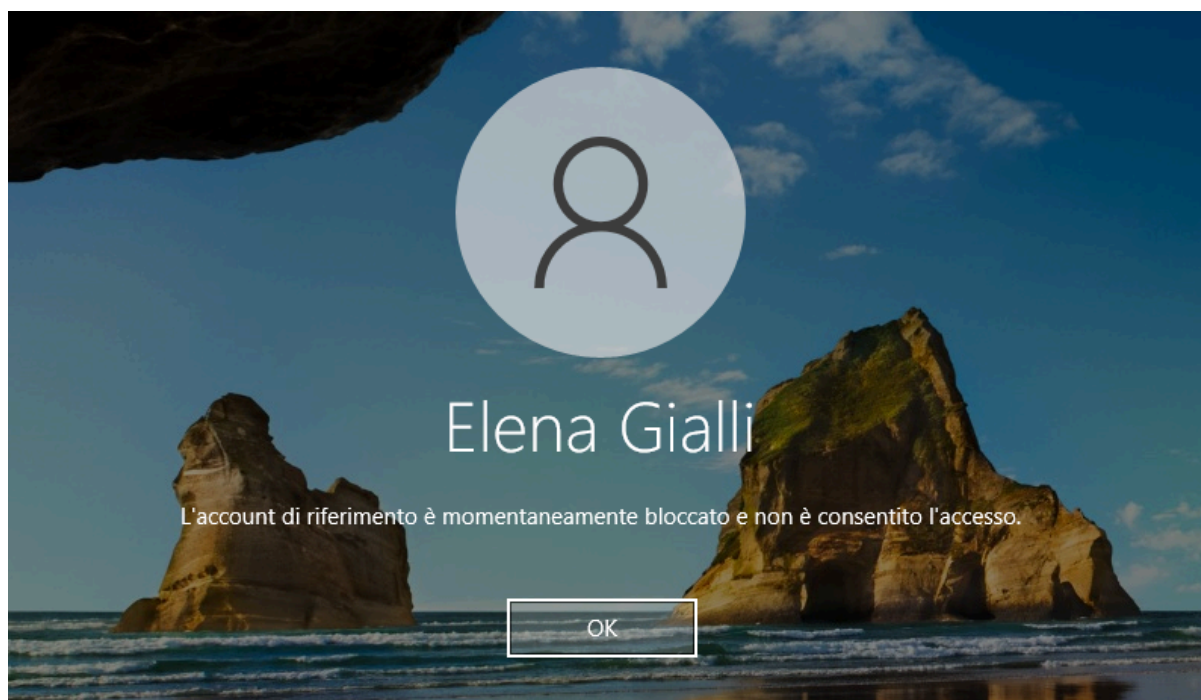 Elena Gialli
L'account di riferimento è momentaneamente bloccato e non è consentito l'accesso.
OK